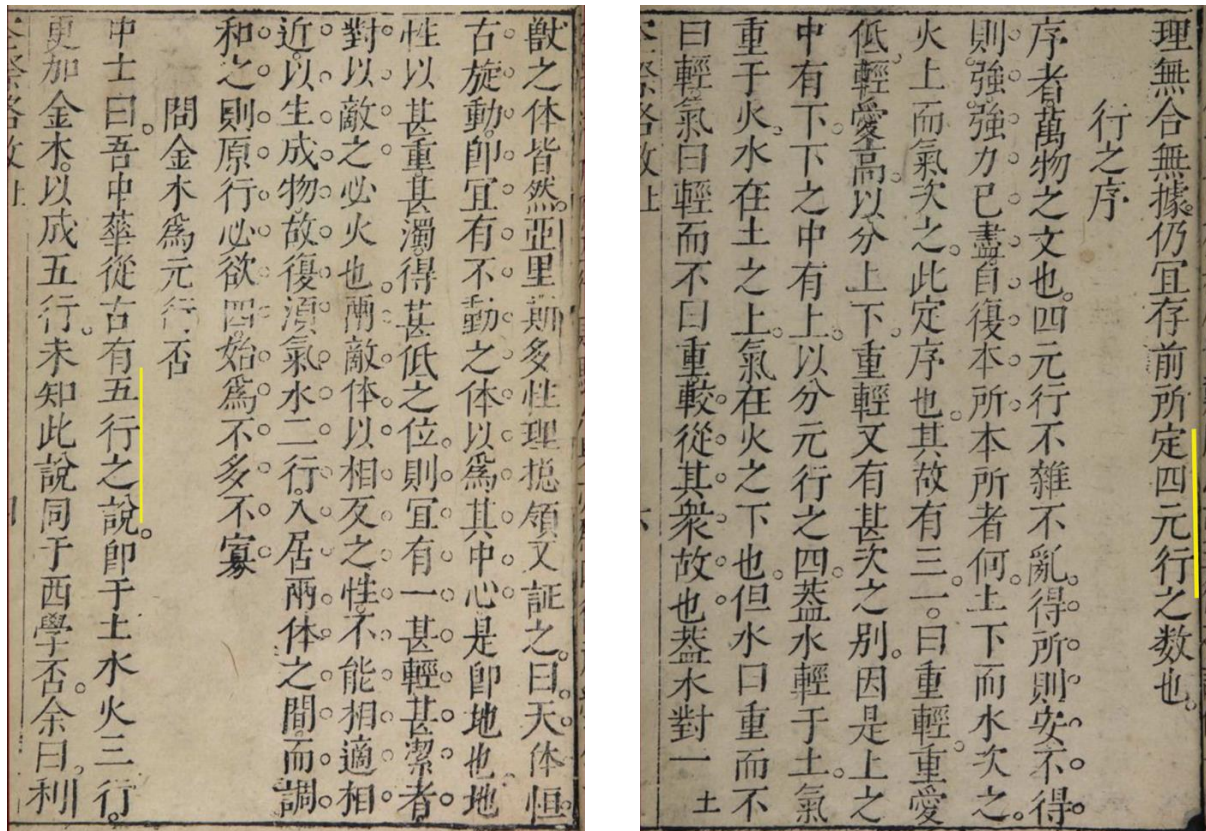 獸之体皆然亞里斯多性理揔領又証之曰天体恒
右旋動卽宜有不動之体以爲其中心是卽地也地
性以甚重甚濁得甚低之位則宜有一甚輕甚潔者
對以敵之必火也兩敵体以相反之性不能相適相
近以生成物故復湏氣水二行入居兩体之間而調
和之則原行必欲四始爲不多不寡
問金木爲元行否
中士曰吾中華從古有五行之說卽于土水火三行
更加金木以成五行未知此說同于西學否余曰利
理無合無據仍宜存前所定四元行之数也
行之序
序者萬物之文也四元行不雜不亂得所則安不得
則強強力已盡自復本所本所者何上下而水次之
火上而氣次之此定序也其故有三一曰重輕重愛
低輕愛高以分上下重輕又有甚次之別因是上之
中有下下之中有上以分元行之四葢水輕于土氣
重于火水在土之上氣在火之下也但水曰重而不
曰輕氣曰輕而不曰重較從其衆故也葢水對一土